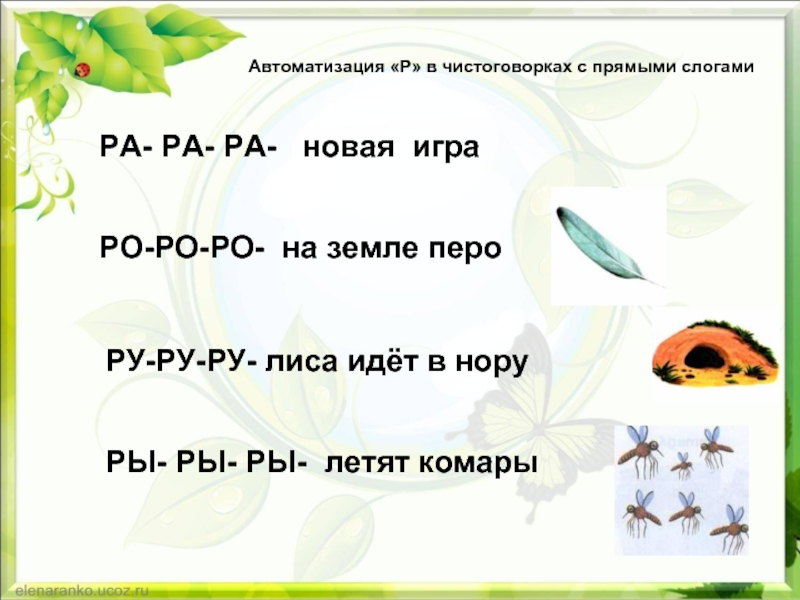 Автоматизация «Р» в чистоговорках с прямыми слогами
РА- РА- РА- новая игра
РО-РО-РО- на земле перо
РУ-РУ-РУ- лиса идёт в нору
РЫ- РЫ- РЫ- летят комары
elenaranko.ucoz.ru